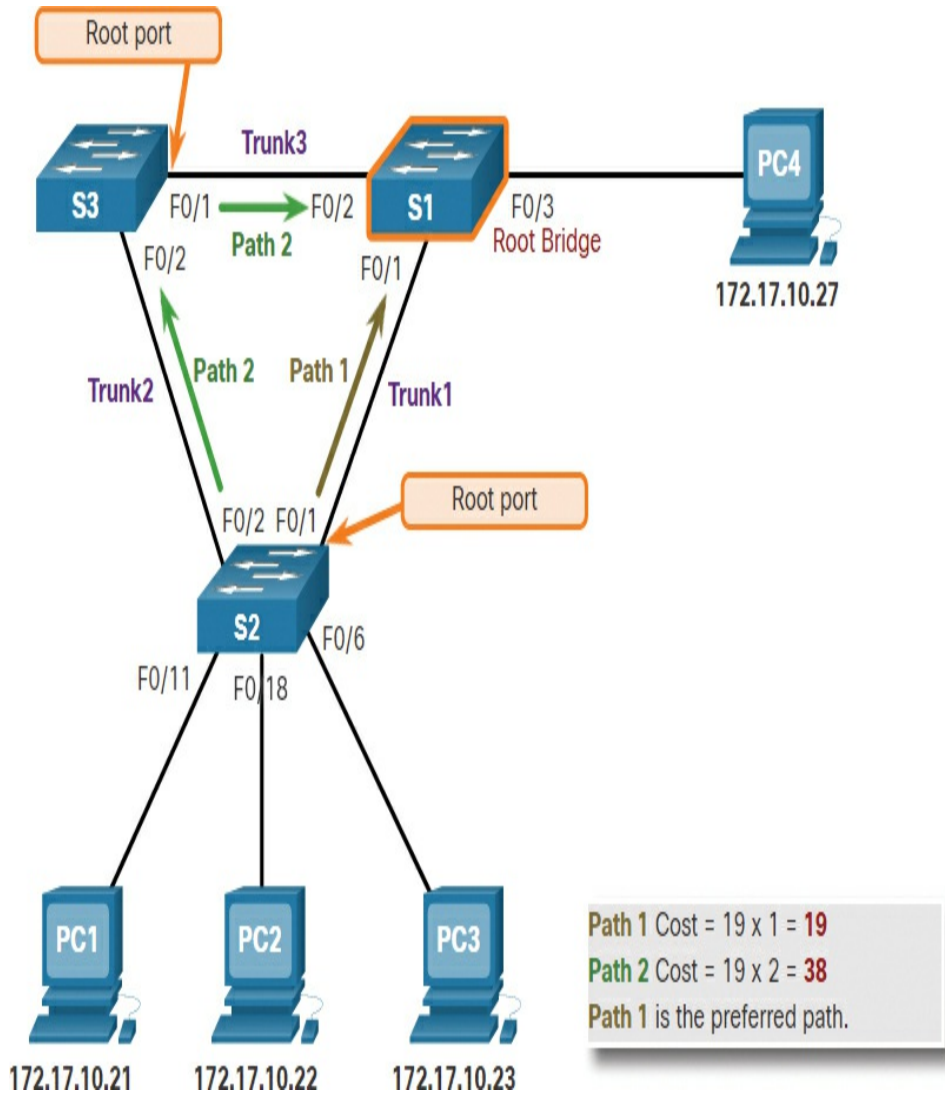 Root port
Trunk3
S3
F0/1
F0/2
S1
F0/3
PC4
Path 2
Root Bridge
F0/2
F0/1
172.17.10.27
Path 2
Path 1
Trunk2
Trunk1
Root port
F0/2
F0/1
S2
F0/6
F0/11
F0/18
PC1
PC2
PC3
Path 1 Cost = 19 x 1 = 19
Path 2 Cost = 19 x 2 = 38
Path 1 is the preferred path.
172.17.10.21
172.17.10.22
172.17.10.23